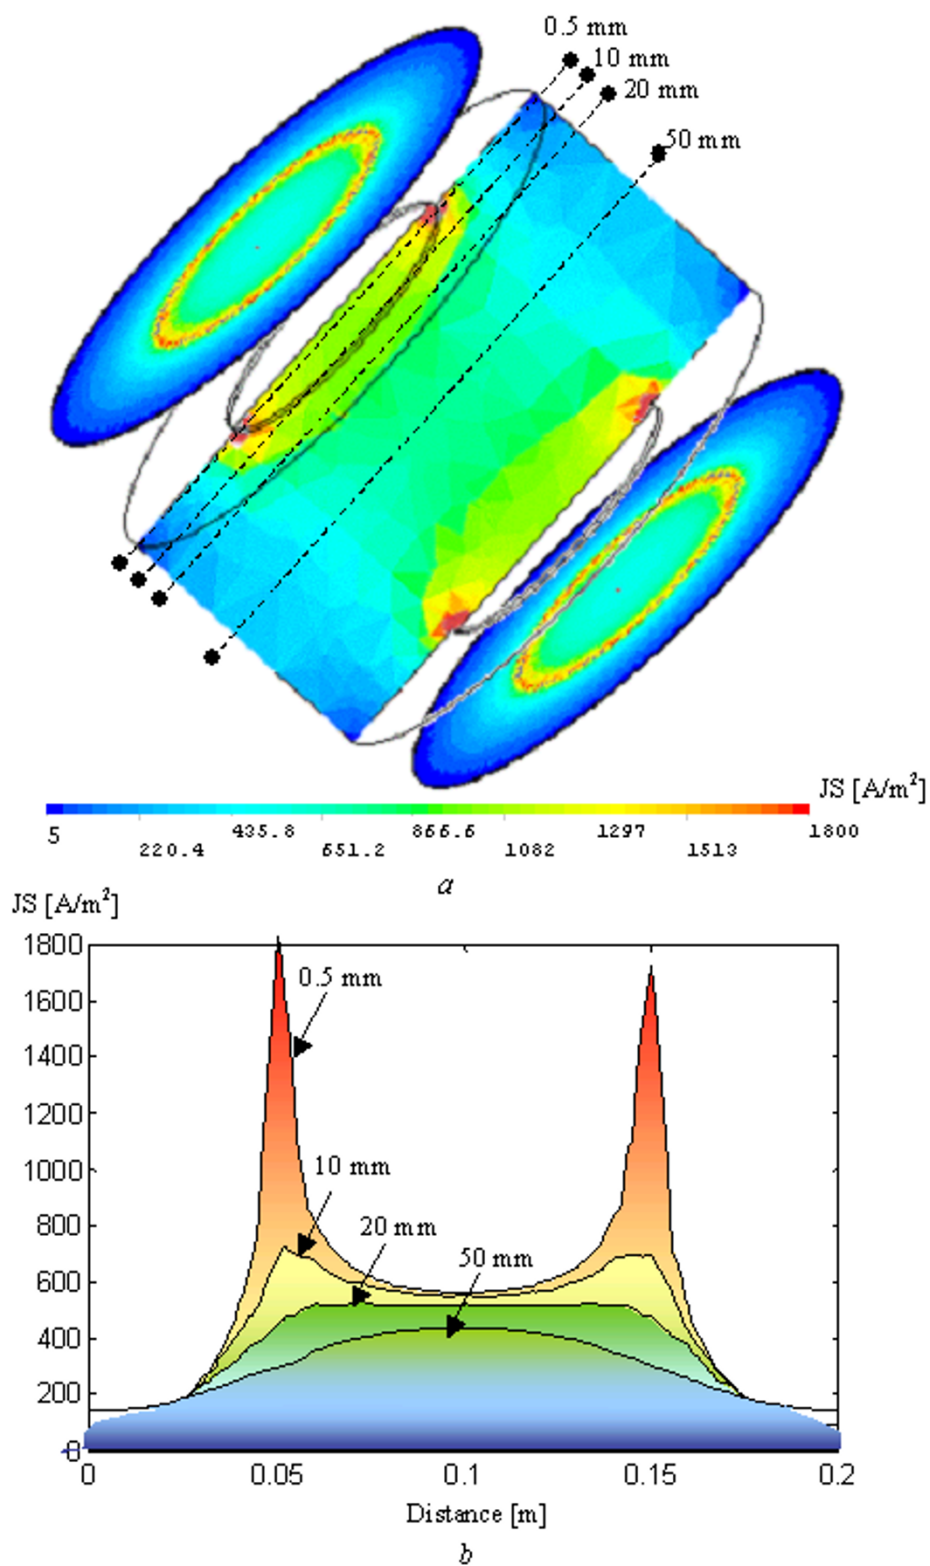 0.5 mm
10 mm
20 mm
50 mm
JS [A/m²]
5 435.8 866.6 1297 1800
220.4 651.2 1082 1513
a
JS [A/m²]
1800
0.5 mm
1600
1400
1200
10 mm
1000
20 mm
800
50 mm
600
400
200
0
0 0.05 0.1 0.15 0.2
Distance [m]
b